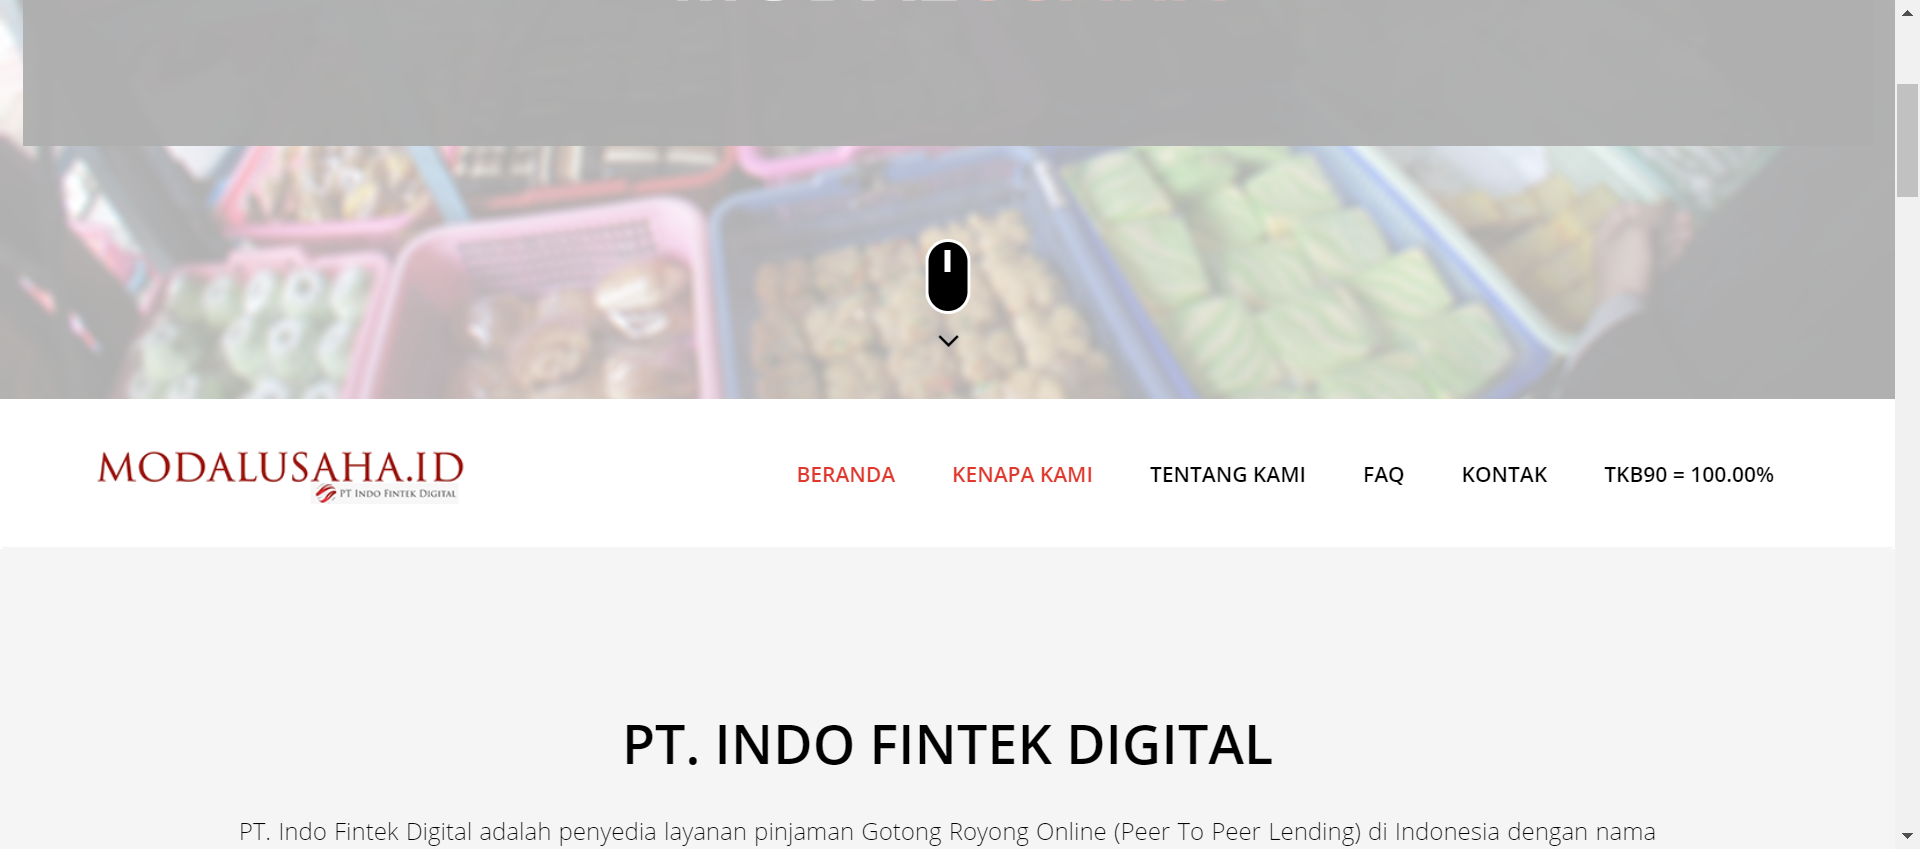 MODALUSAHA.ID
PT INDO FINTEK DIGITAL
BERANDA KENAPA KAMI TENTANG KAMI FAQ KONTAK TKB90 = 100.00%
PT. INDO FINTEK DIGITAL
PT. Indo Fintek Digital adalah penyedia layanan pinjaman Gotong Royong Online (Peer To Peer Lending) di Indonesia dengan nama